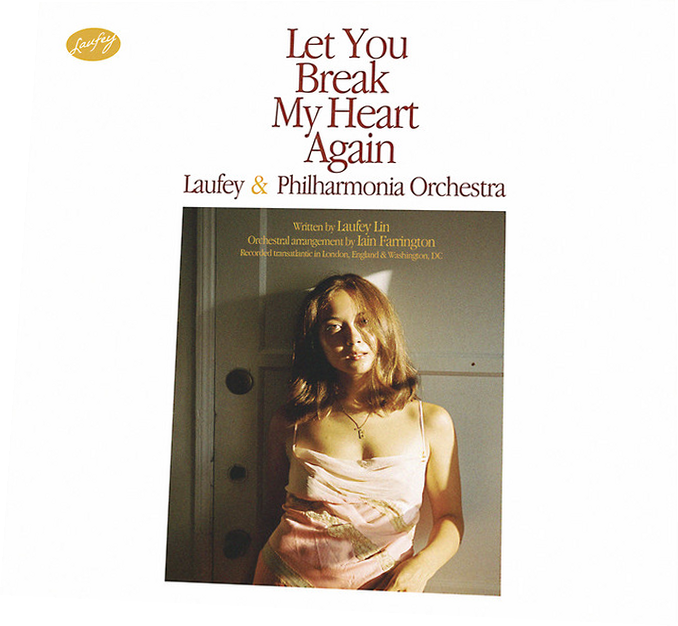 Laufey
Let You
Break
My Heart
Again
Laufey & Philharmonia Orchestra
Written by Laufey Lin
Orchestral arrangement by Iain Farrington
Recorded transatlantic in London, England & Washington, DC